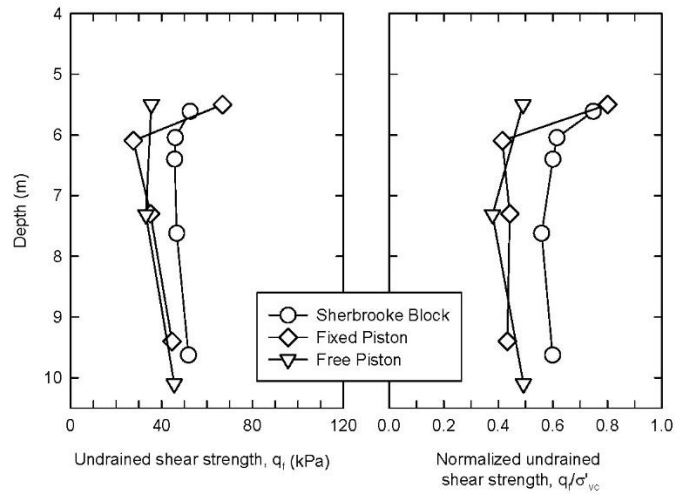 4
5
6
7
8
9
10
Depth (m)
0 40 80 120
0.0 0.2 0.4 0.6 0.8 1.0
Sherbrooke Block
Fixed Piston
Free Piston
Undrained shear strength, qf (kPa)
Normalized undrained
shear strength, qf/σ'vc